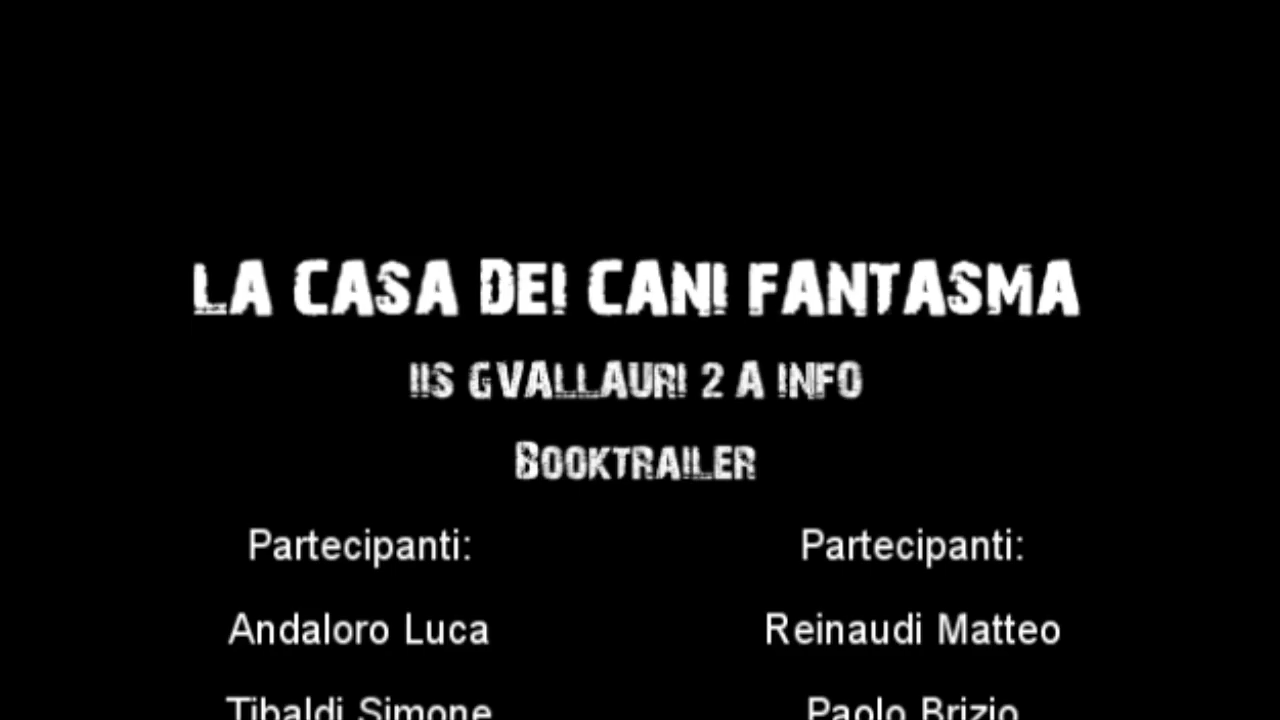 LA CASA DEI CANI FANTASMA
IIS GVALLAURI 2 A INFO
BOOKTRAILER
Partecipanti: Partecipanti:
Andaloro Luca Reinaudi Matteo
Tibaldi Simone Paolo Brizio